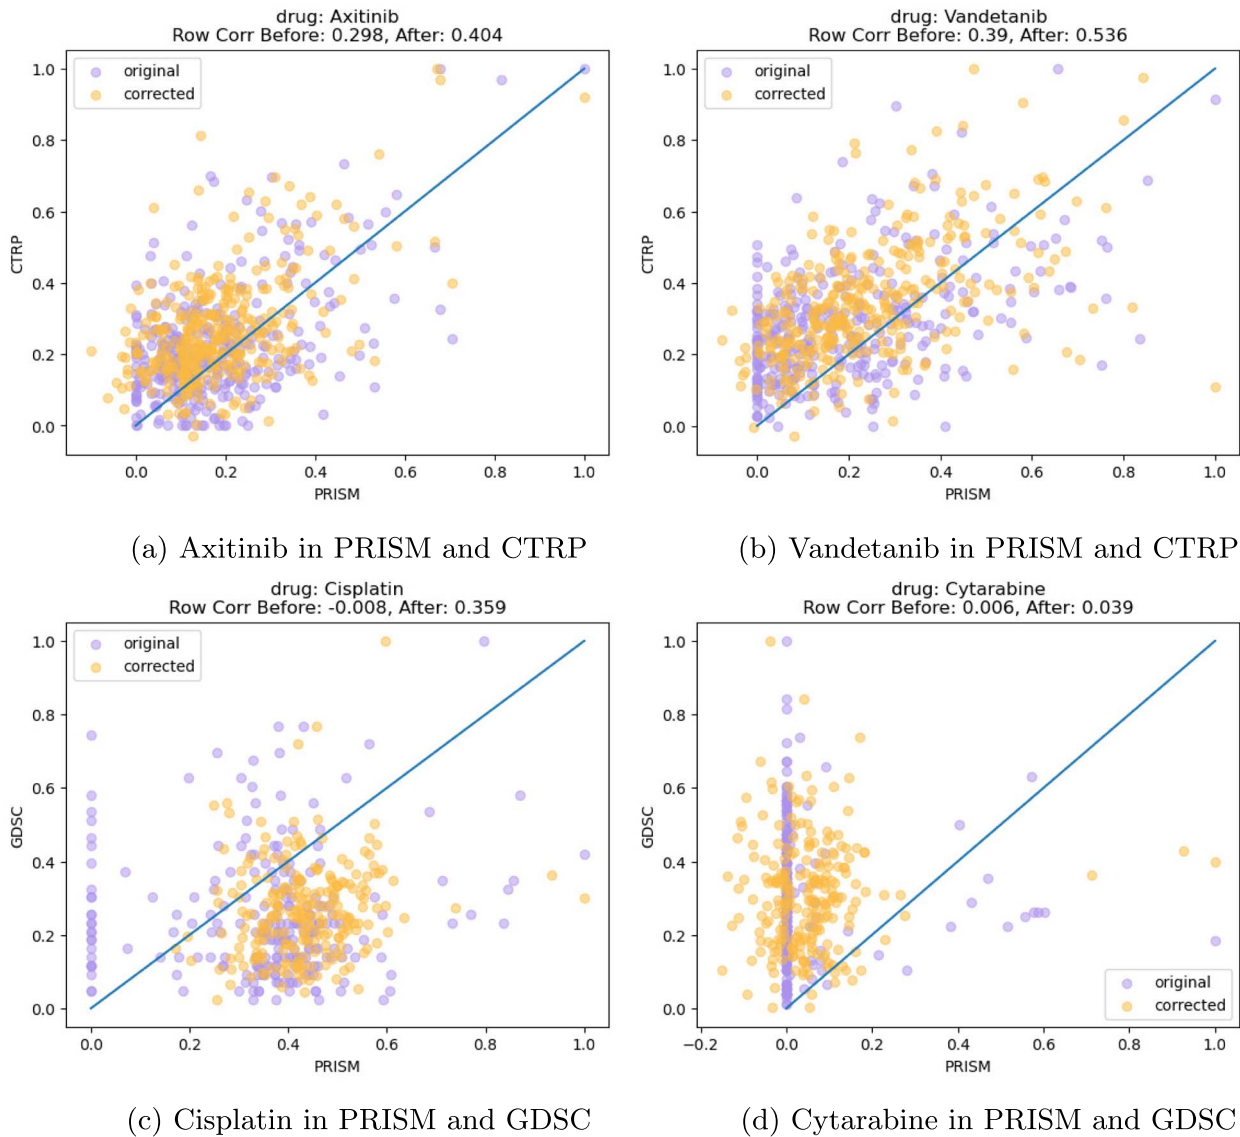 drug: Axitinib
Row Corr Before: 0.298, After: 0.404
original
corrected
1.0
0.8
0.6
0.4
0.2
0.0
CTRP
0.0 0.2 0.4 0.6 0.8 1.0
PRISM
(a) Axitinib in PRISM and CTRP
drug: Vandetanib
Row Corr Before: 0.39, After: 0.536
original
corrected
1.0
0.8
0.6
0.4
0.2
0.0
CTRP
0.0 0.2 0.4 0.6 0.8 1.0
PRISM
(b) Vandetanib in PRISM and CTRP
drug: Cisplatin
Row Corr Before: -0.008, After: 0.359
original
corrected
1.0
0.8
0.6
0.4
0.2
0.0
GDSC
0.0 0.2 0.4 0.6 0.8 1.0
PRISM
(c) Cisplatin in PRISM and GDSC
drug: Cytarabine
Row Corr Before: 0.006, After: 0.039
1.0
0.8
0.6
0.4
0.2
0.0
GDSC
original
corrected
−0.2 0.0 0.2 0.4 0.6 0.8 1.0
PRISM
(d) Cytarabine in PRISM and GDSC